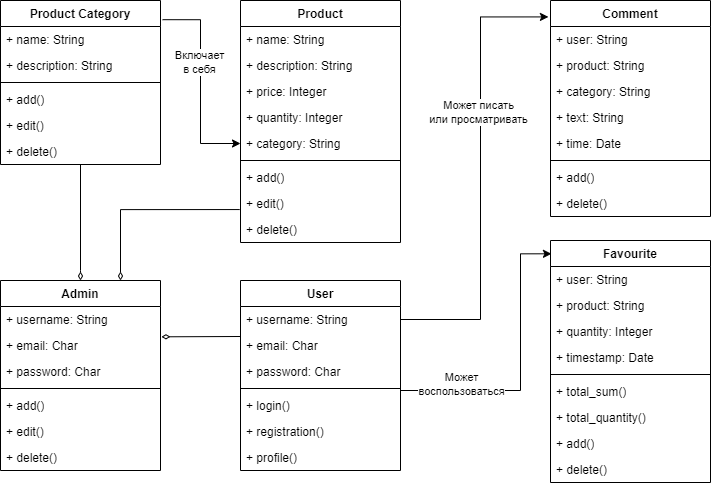 Product Category
+ name: String
+ description: String
+ add()
+ edit()
+ delete()
Включает
в себя
Product
+ name: String
+ description: String
+ price: Integer
+ quantity: Integer
+ category: String
+ add()
+ edit()
+ delete()
Может писать
или просматривать
Comment
+ user: String
+ product: String
+ category: String
+ text: String
+ time: Date
+ add()
+ delete()
Admin
+ username: String
+ email: Char
+ password: Char
+ add()
+ edit()
+ delete()
User
+ username: String
+ email: Char
+ password: Char
+ login()
+ registration()
+ profile()
Может
воспользоваться
Favourite
+ user: String
+ product: String
+ quantity: Integer
+ timestamp: Date
+ total_sum()
+ total_quantity()
+ add()
+ delete()